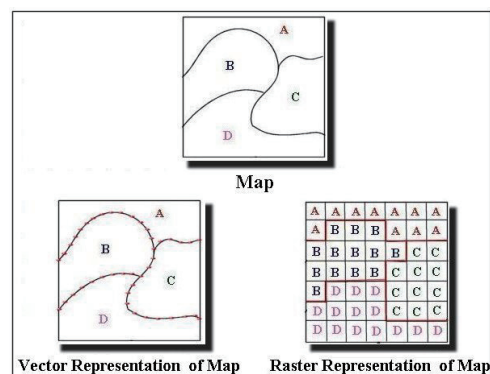 A
B
C
D
Map
A
B
C
D
Vector Representation of Map
A A A A A A A
A B B B A A A
B B B B B C C
B B B B C C C
B D D D C C C
D D D D C C C
D D D D D D D
Raster Representation of Map